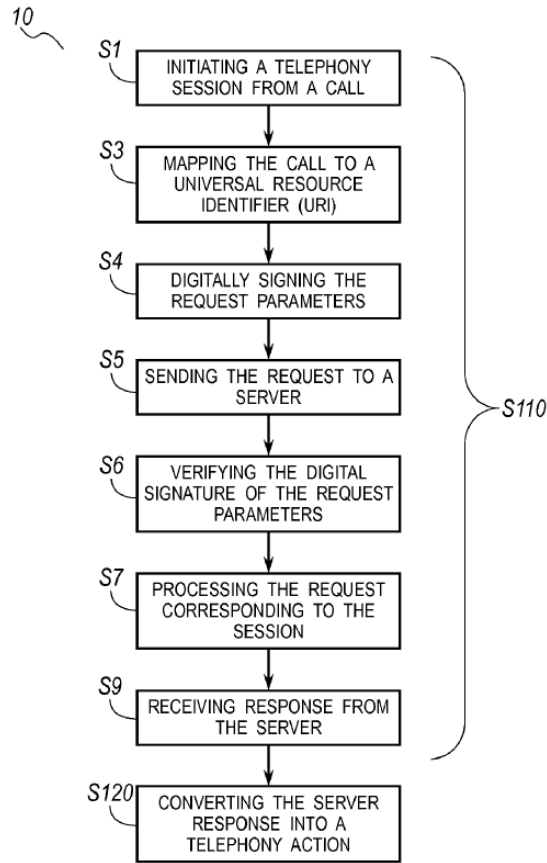 10
S1
INITIATING A TELEPHONY
SESSION FROM A CALL
S3
MAPPING THE CALL TO A
UNIVERSAL RESOURCE
IDENTIFIER (URI)
S4
DIGITALLY SIGNING THE
REQUEST PARAMETERS
S5
SENDING THE REQUEST TO A
SERVER
S110
S6
VERIFYING THE DIGITAL
SIGNATURE OF THE REQUEST
PARAMETERS
S7
PROCESSING THE REQUEST
CORRESPONDING TO THE
SESSION
S9
RECEIVING RESPONSE FROM
THE SERVER
S120
CONVERTING THE SERVER
RESPONSE INTO A
TELEPHONY ACTION